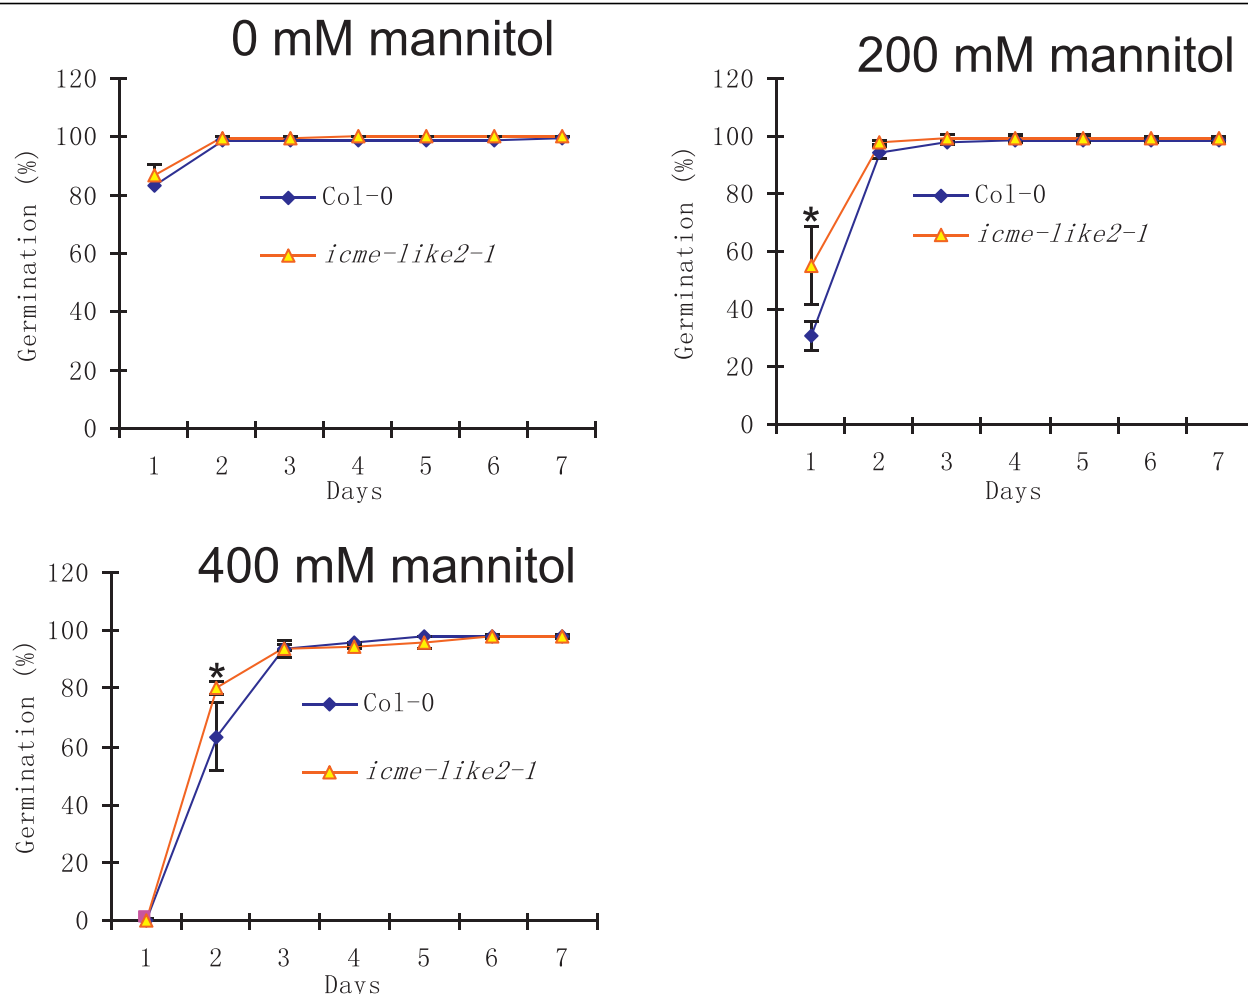 0 mM mannitol
120
100
80
60
40
20
0
Germination (%)
Col-0
icme-like2-1
1 2 3 4 5 6 7
Days
200 mM mannitol
120
100
80
60
40
20
0
Germination (%)
*
Col-0
icme-like2-1
1 2 3 4 5 6 7
Days
400 mM mannitol
120
100
80
60
40
20
0
Germination (%)
*
Col-0
icme-like2-1
1 2 3 4 5 6 7
Days